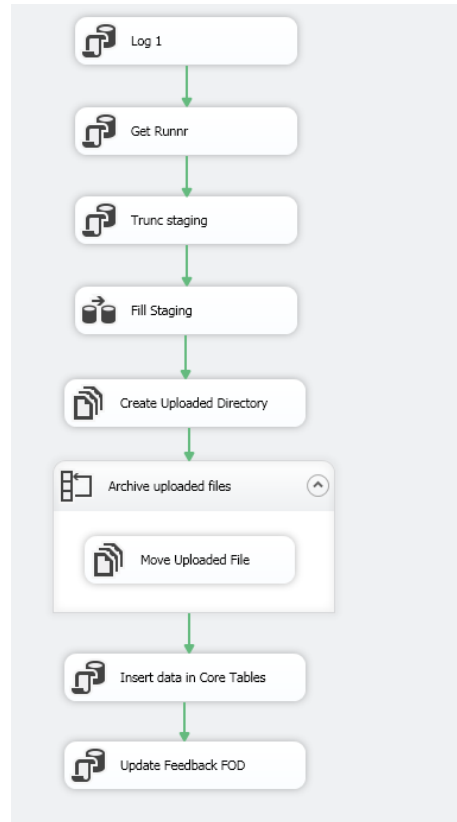 Log 1
Get Runnr
Trunc staging
Fill Staging
Create Uploaded Directory
Archive uploaded files
Move Uploaded File
Insert data in Core Tables
Update Feedback FOD